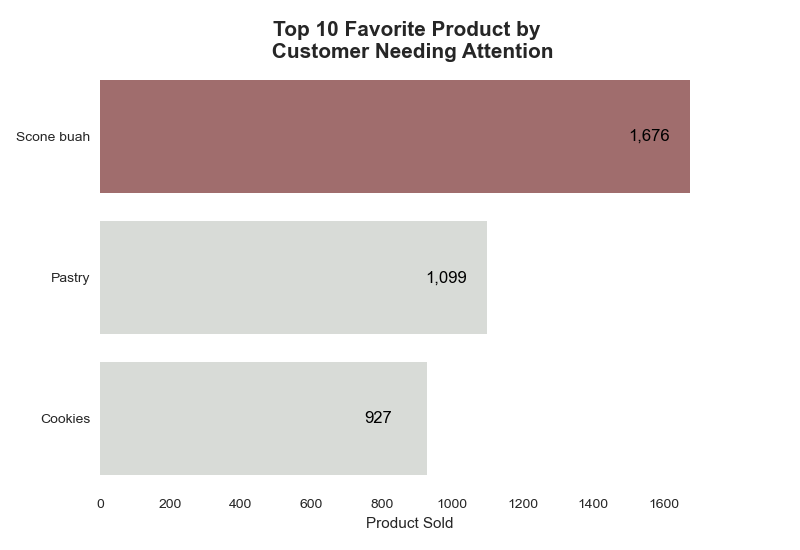 Top 10 Favorite Product by
Customer Needing Attention
Scone buah
1,676
Pastry
1,099
Cookies
927
0 200 400 600 800 1000 1200 1400 1600
Product Sold